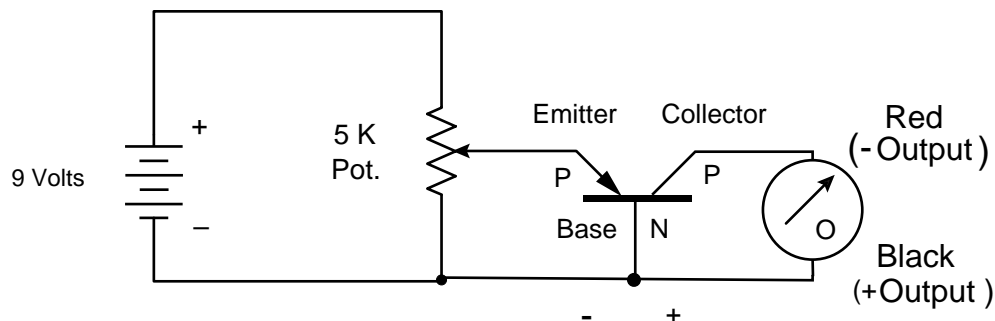 Emitter Collector
Red
(-Output)
+
5 K
Pot.
9 Volts
P P
–
Base N
O
Black
(+Output)
- +